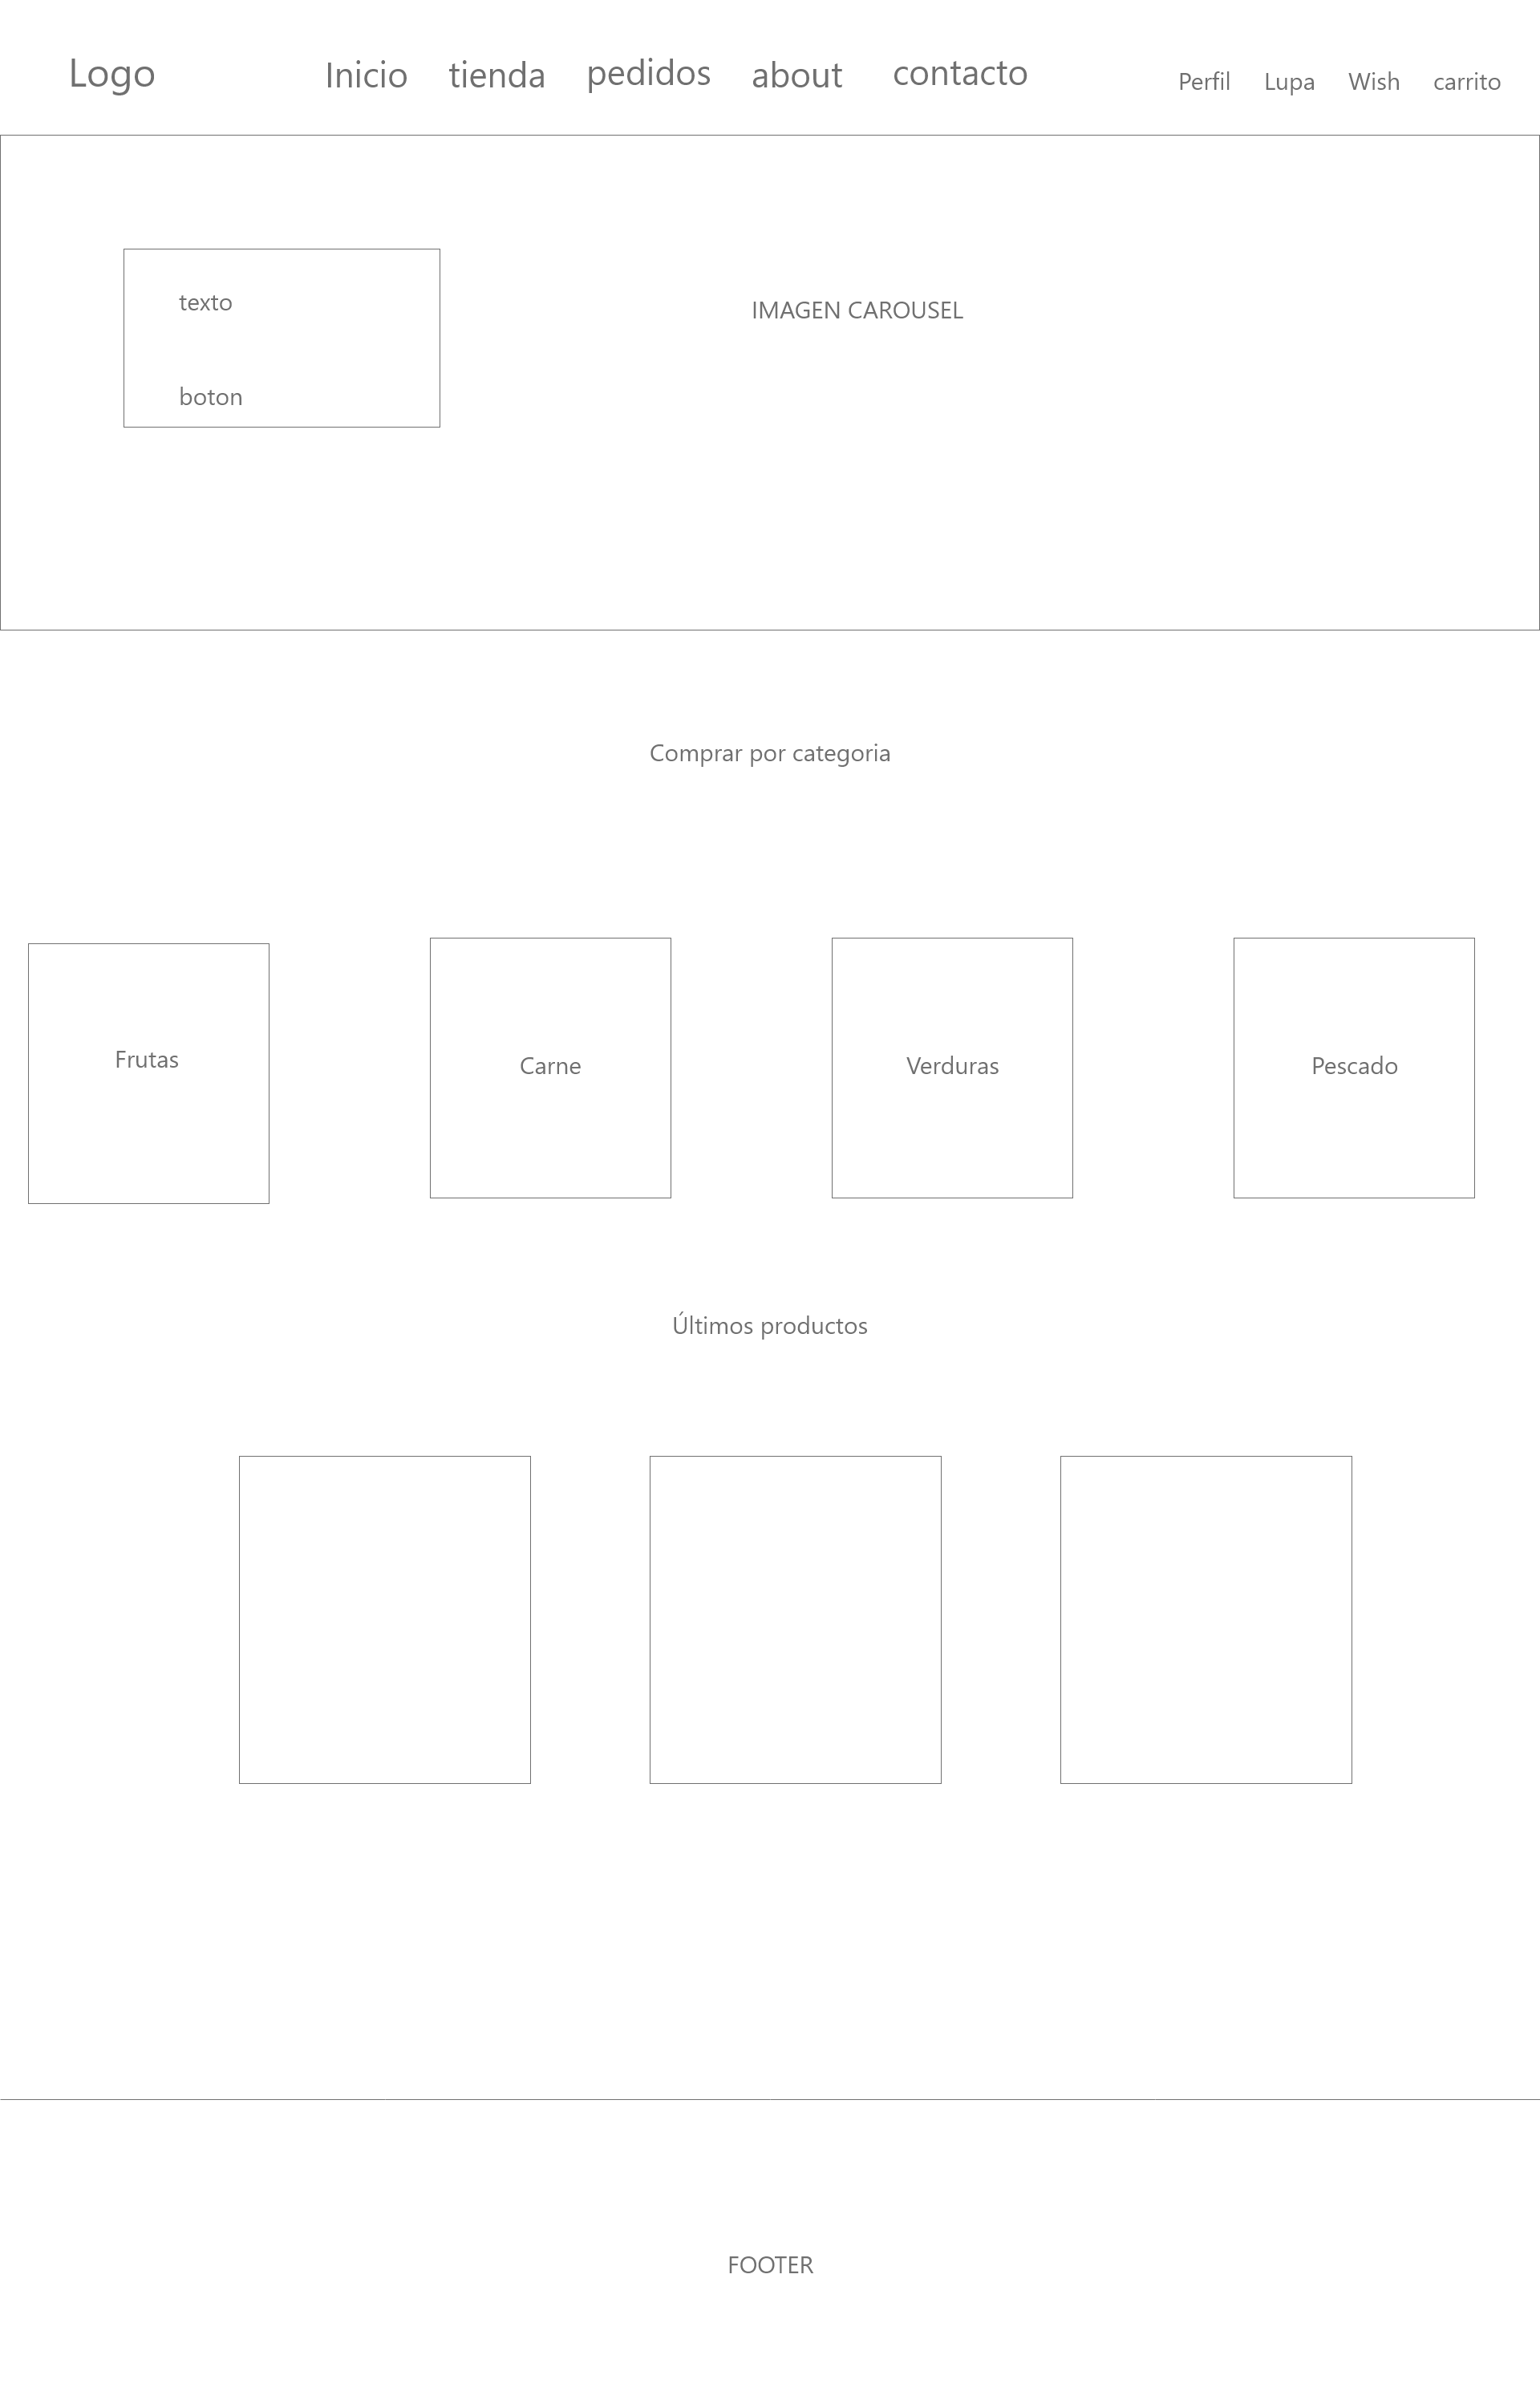 Logo Inicio tienda pedidos about contacto Perfil Lupa Wish carrito
texto
IMAGEN CAROUSEL
boton
Comprar por categoria
Frutas Carne Verduras Pescado
Últimos productos
FOOTER